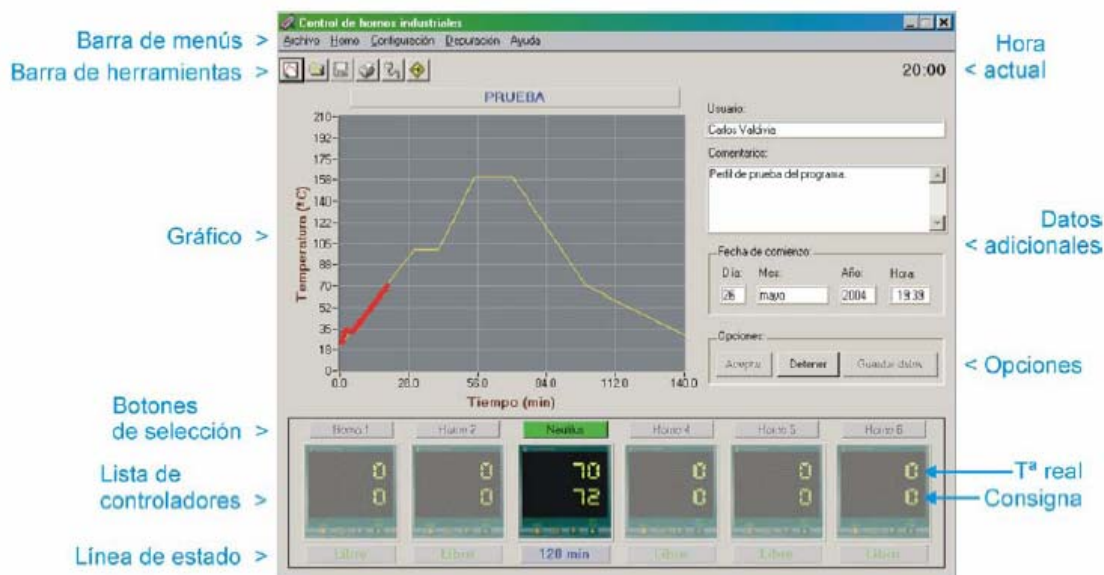 Control de hornos industriales
Barra de menús >
Archivo Horno Configuración Depuración Ayuda
Hora
< actual
Barra de herramientas >
20:00
PRUEBA
Usuario:
Carlos Valdivia
Comentarios:
Perfil de prueba del programa.
Gráfico >
Temperatura (ºC)
210
192
175
158
140
122
105
88
70
52
35
18
0
0.0 28.0 56.0 84.0 112.0 140.0
Tiempo (min)
Datos
< adicionales
Fecha de comienzo:
Día: Mes: Año: Hora:
26 mayo 2004 19:39
Opciones:
Aceptar Detener Guardar datos
< Opciones
Botones
de selección >
Horno 1 Horno 2 Neutilus Horno 4 Horno 5 Horno 6
Lista de
controladores >
0 0 70 0 0 0
0 0 72 0 0 0
Tª real
Consigna
Línea de estado >
Libre Libre 120 min Libre Libre Libre